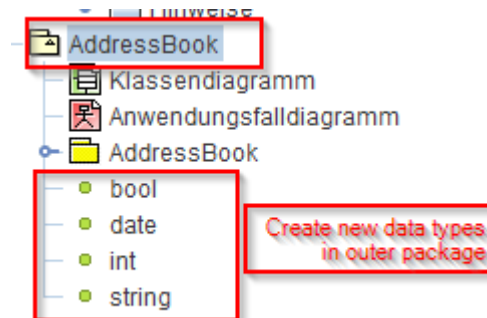 Hinweise
AddressBook
Klassendiagramm
Anwendungsfalldiagramm
AddressBook
bool
date
int
string
Create new data types
in outer package